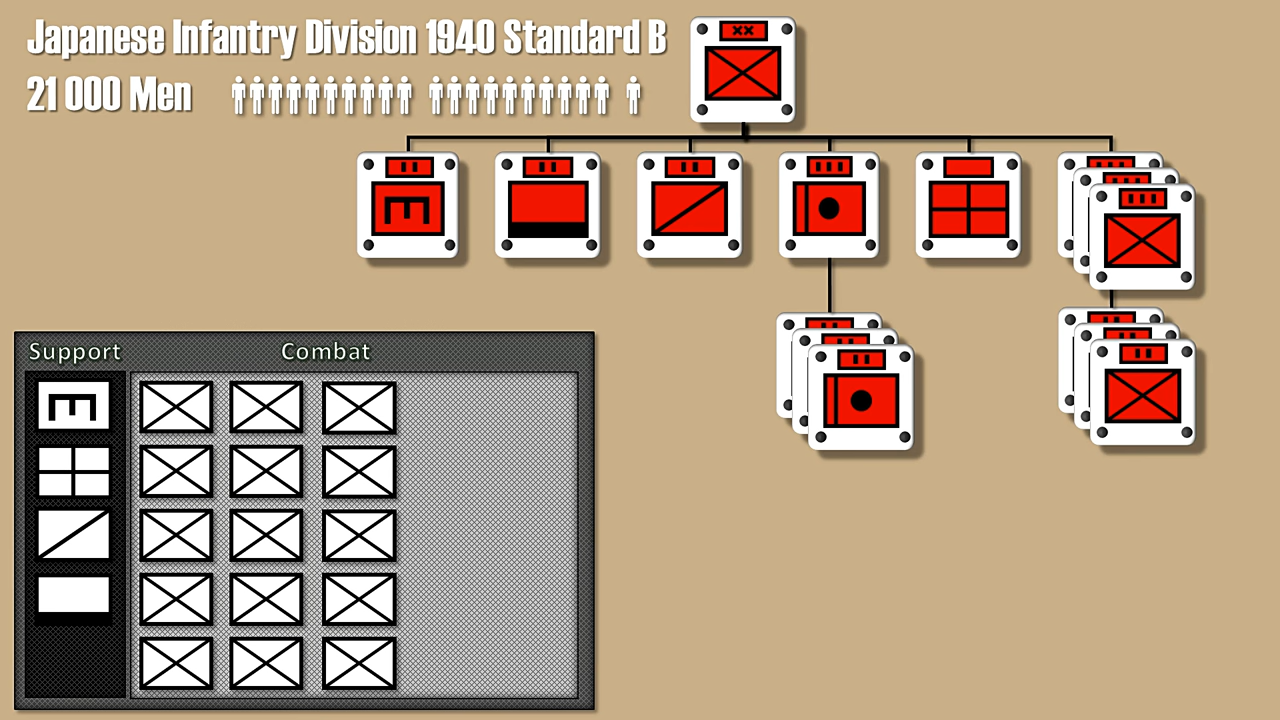 Japanese Infantry Division 1940 Standard B
21 000 Men
Support
Combat